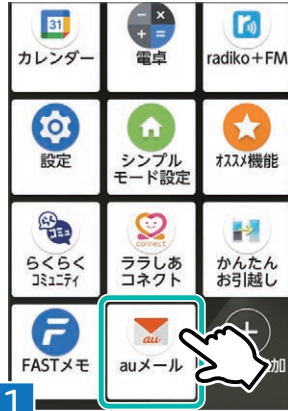 31
カレンダー
電卓
radiko+FM
設定
シンプル
モード設定
オススメ機能
らくらく
コミュニティ
connect
ララしあ
コネクト
かんたん
お引越し
FASTメモ
au
auメール
加
1